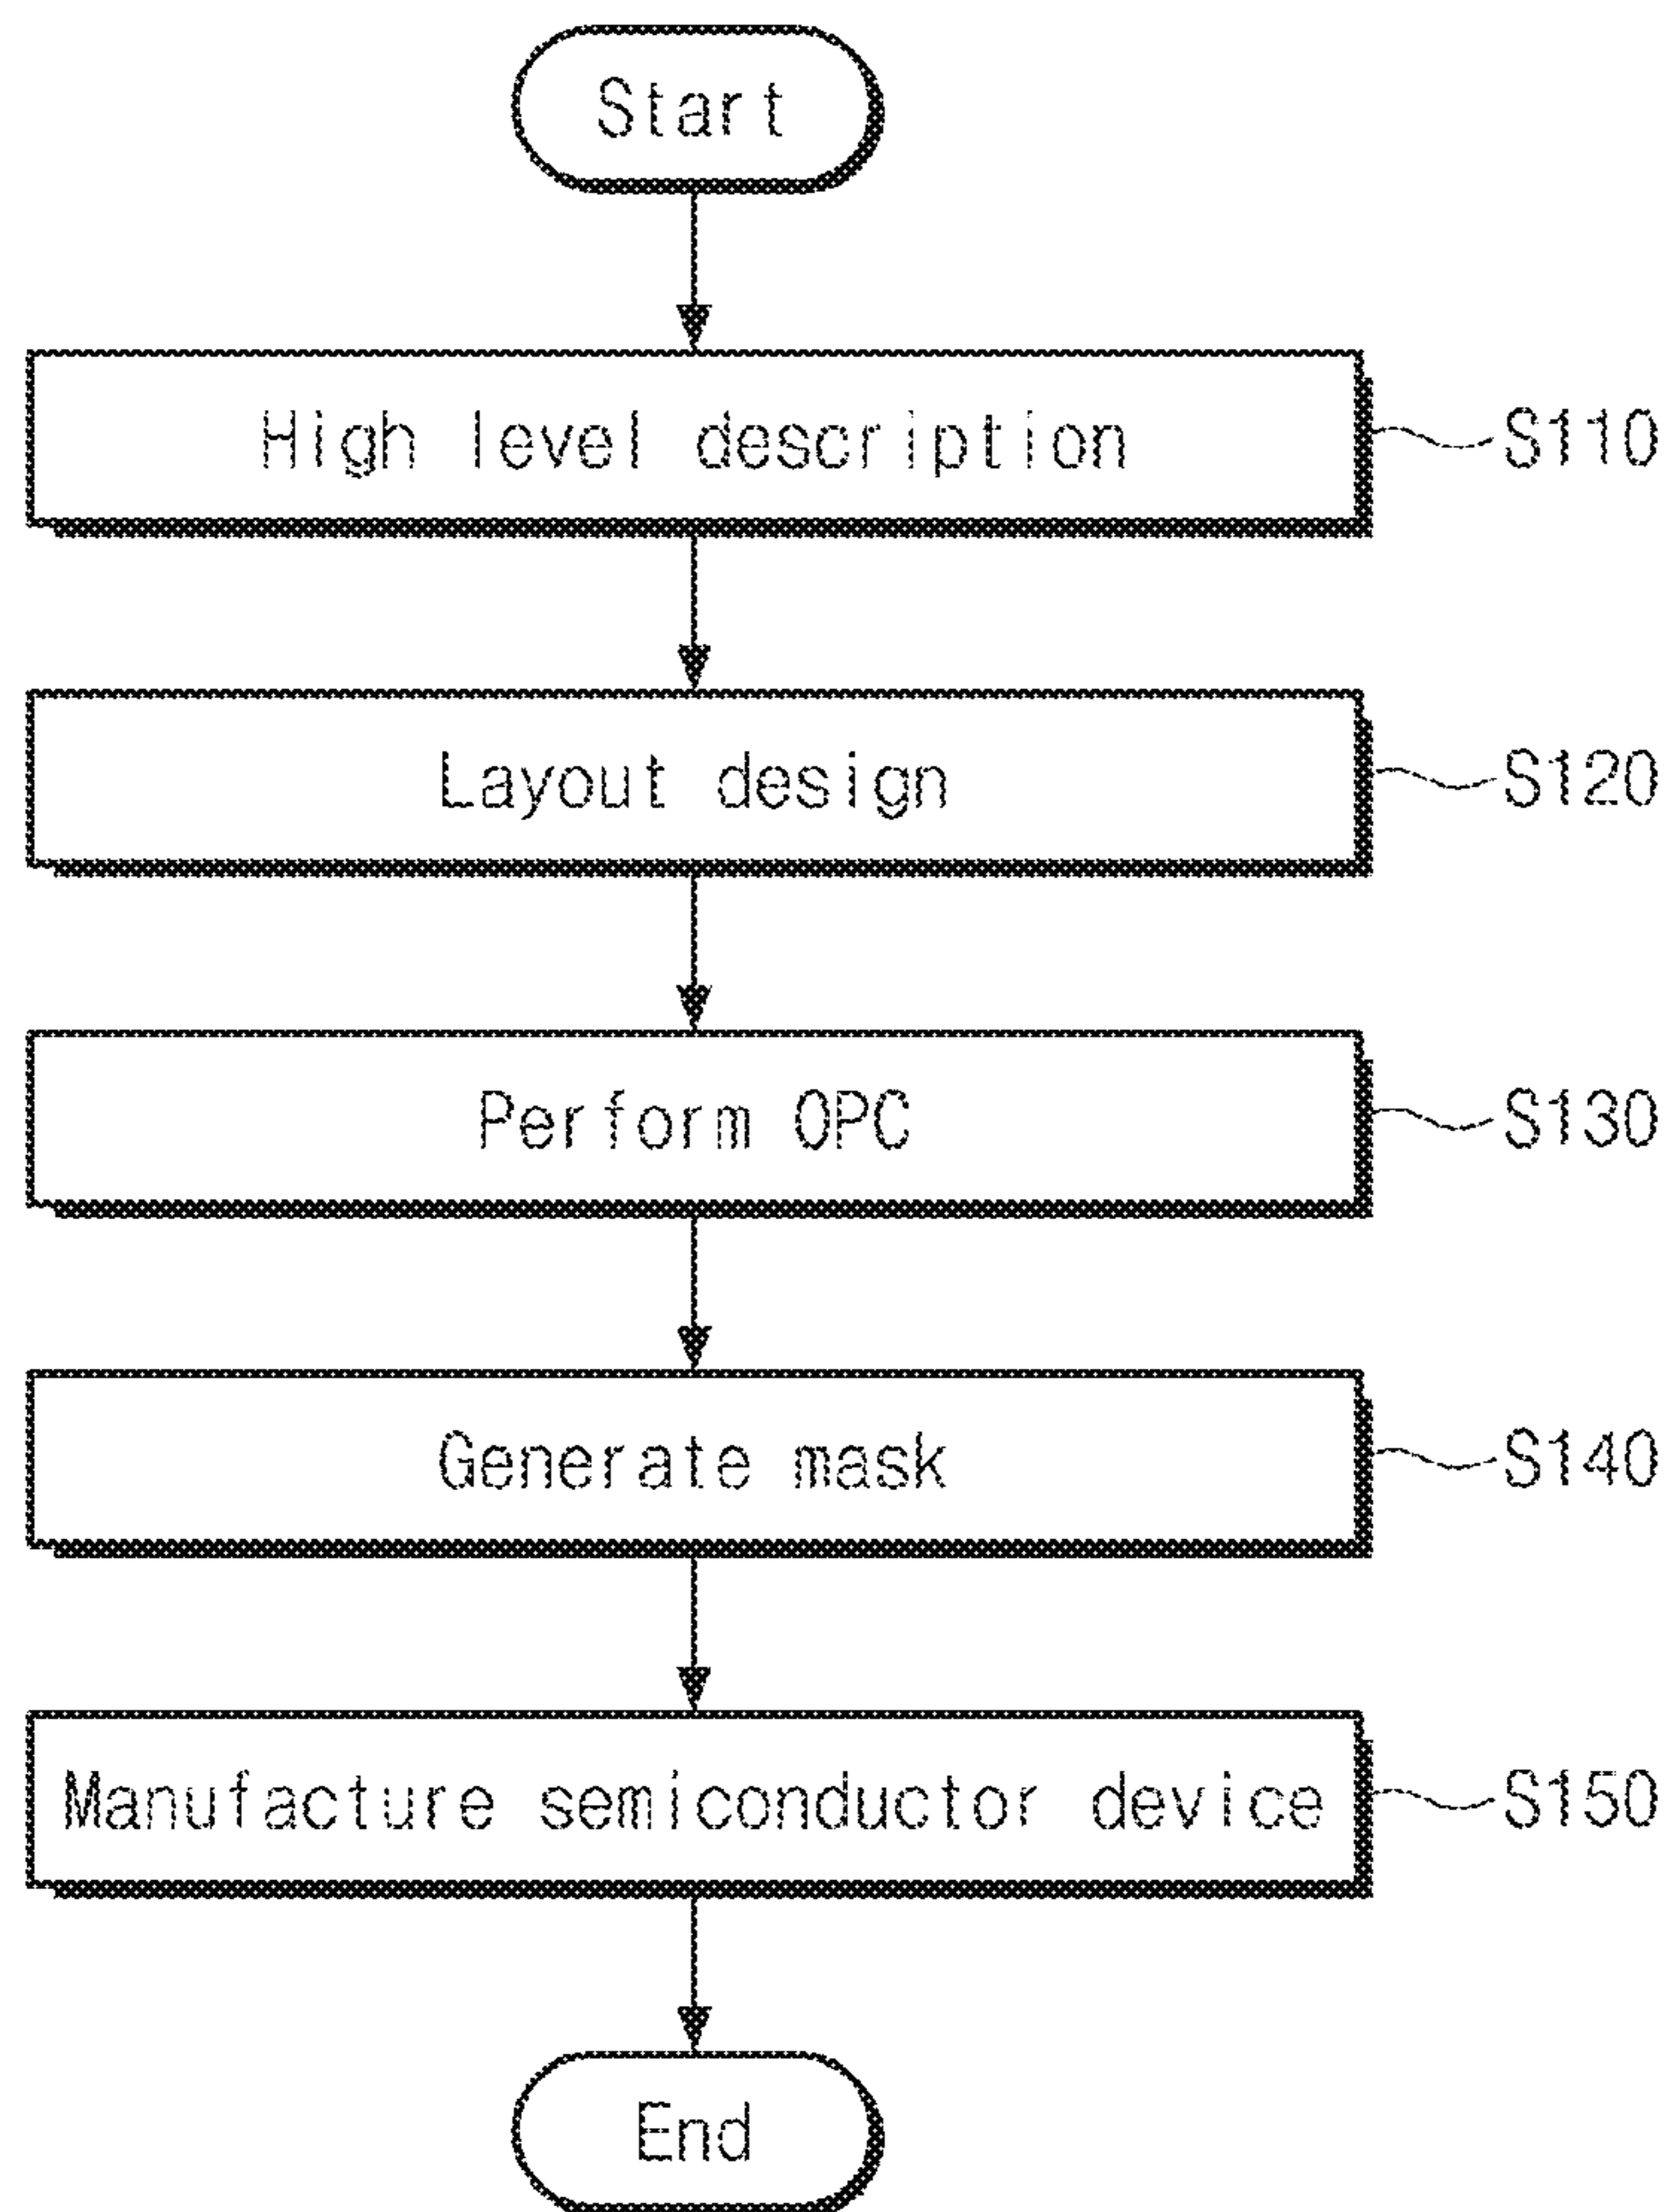 Start
High level description S110
Layout design S120
Perform OPC S130
Generate mask S140
Manufacture semiconductor device S150
End